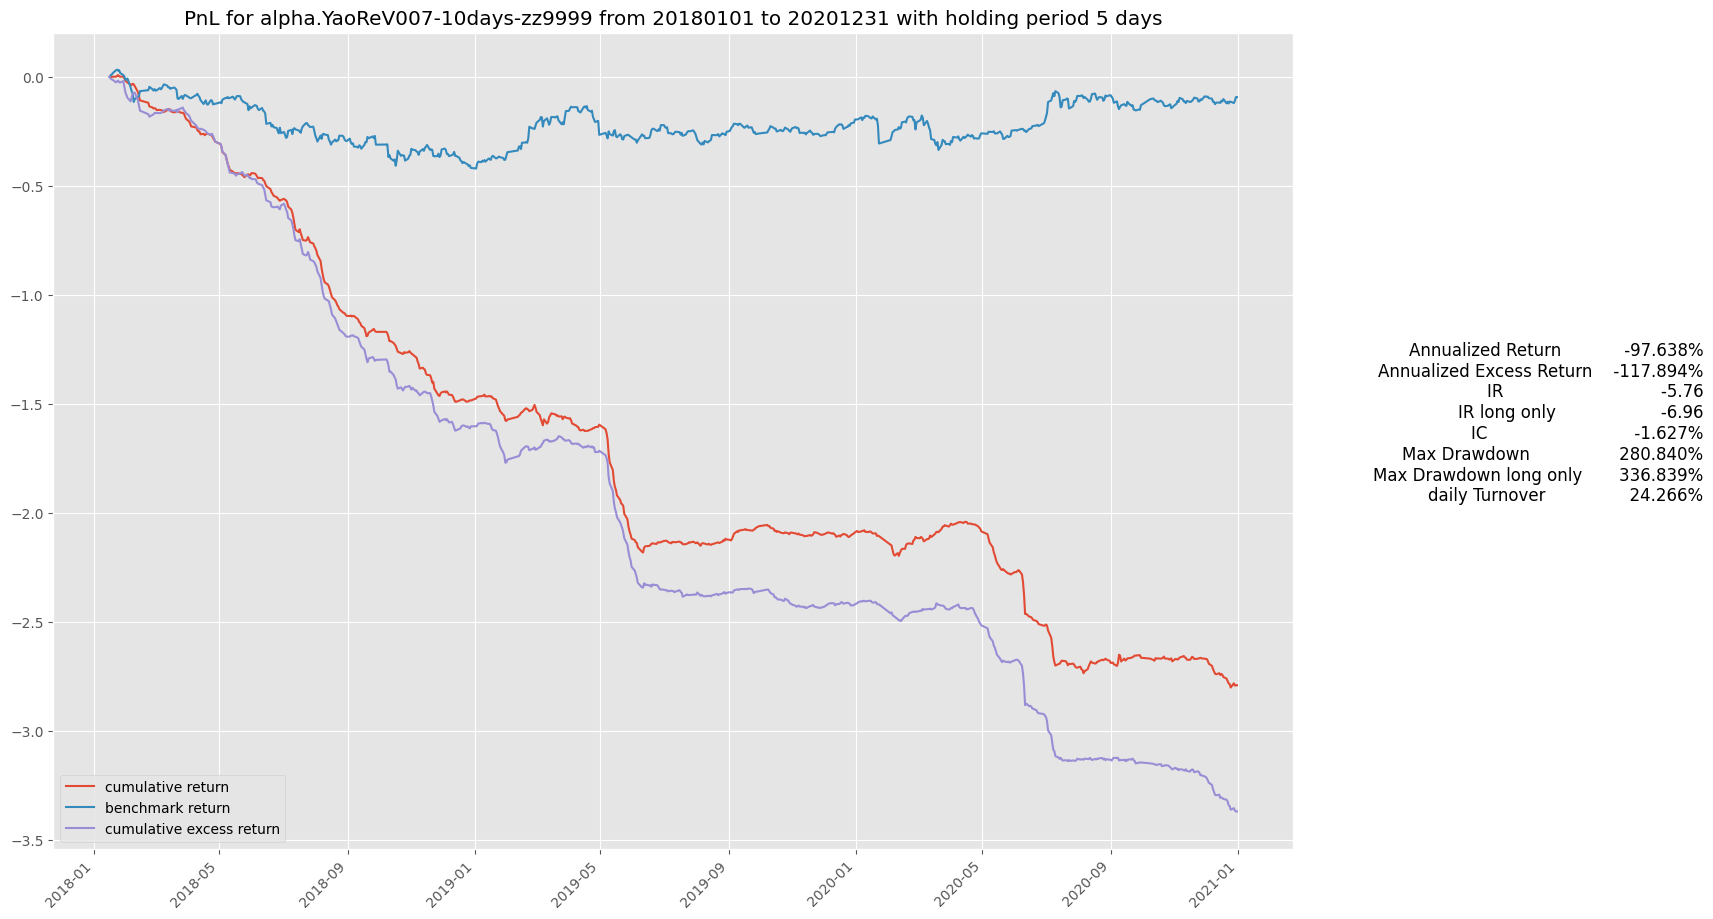 PnL for alpha.YaoReV007-10days-zz9999 from 20180101 to 20201231 with holding period 5 days
0.0
−0.5
−1.0
−1.5
−2.0
−2.5
−3.0
−3.5
Annualized Return -97.638%
Annualized Excess Return -117.894%
IR -5.76
IR long only -6.96
IC -1.627%
Max Drawdown 280.840%
Max Drawdown long only 336.839%
daily Turnover 24.266%
cumulative return
benchmark return
cumulative excess return
2018-01
2018-05
2018-09
2019-01
2019-05
2019-09
2020-01
2020-05
2020-09
2021-01